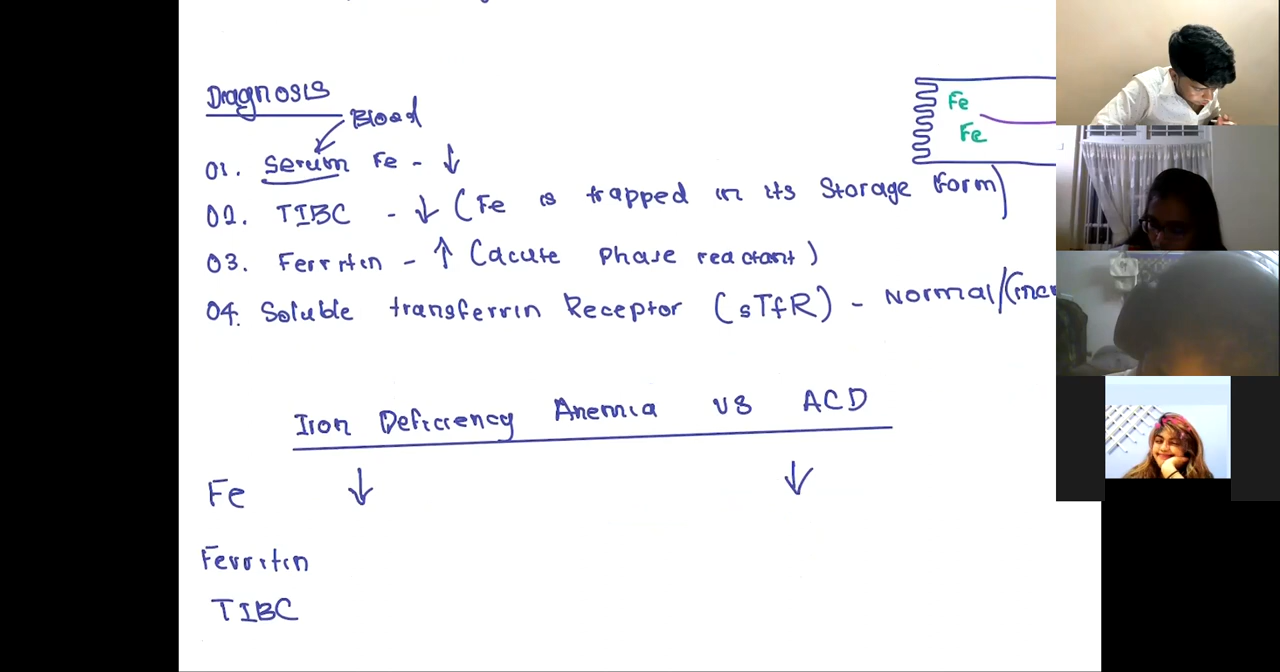 Diagnosis
Blood
01. Serum Fe - ↓
02. TIBC - ↓ (Fe is trapped in its storage form)
03. Ferritin - ↑ (acute phase reactant)
04. Soluble transferrin Receptor (sTfR) - Normal/
Fe
Fe
Iron Deficiency Anemia vs ACD
Fe ↓ ↓
Ferritin
TIBC